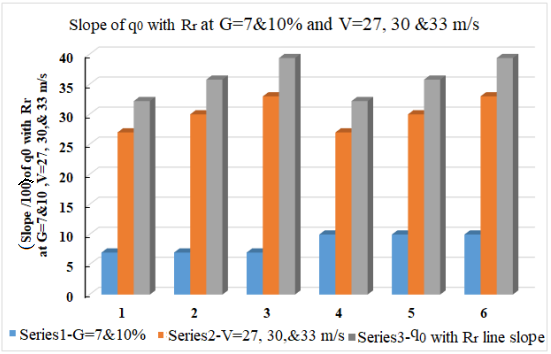 Slope of q0 with Rr at G=7&10% and V=27, 30 &33 m/s
(Slope /100)of q0 with Rr
at G=7&10 ,V=27, 30,& 33 m/s
40
35
30
25
20
15
10
5
0
1 2 3 4 5 6
Series1-G=7&10% Series2-V=27, 30,&33 m/s Series3-q0 with Rr line slope